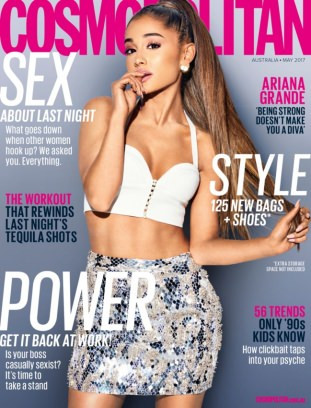 COSMOPOLITAN
AUSTRALIA • MAY 2017
SEX
ABOUT LAST NIGHT
What goes down
when other women
hook up? We asked
you. Everything.
ARIANA
GRANDE
'BEING STRONG
DOESN'T MAKE
YOU A DIVA'
STYLE
125 NEW BAGS
+ SHOES*
*EXTRA STORAGE
SPACE NOT INCLUDED
THE WORKOUT
THAT REWINDS
LAST NIGHT'S
TEQUILA SHOTS
POWER
GET IT BACK AT WORK!
Is your boss
casually sexist?
It's time to
take a stand
56 TRENDS
ONLY '90s
KIDS KNOW
How clickbait taps
into your psyche
COSMOPOLITAN.com.au